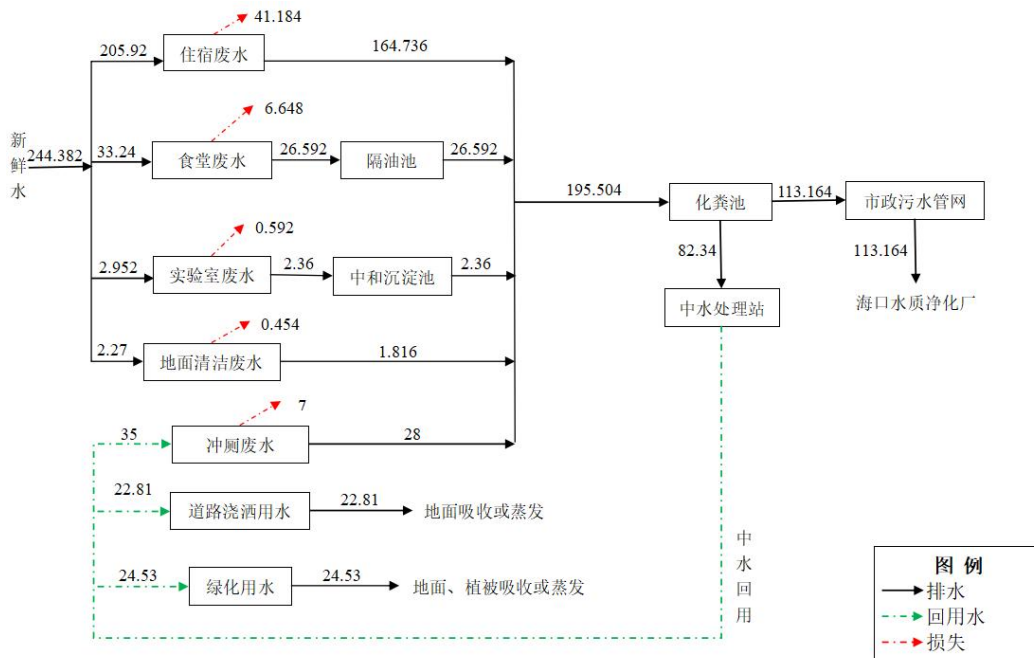 41.184
205.92
住宿废水
164.736
6.648
新鲜水
244.382
33.24
食堂废水
26.592
隔油池
26.592
195.504
化粪池
113.164
市政污水管网
0.592
2.952
实验室废水
2.36
中和沉淀池
2.36
82.34
113.164
中水处理站
海口水质净化厂
0.454
2.27
地面清洁废水
1.816
7
35
冲厕废水
28
22.81
道路浇洒用水
22.81
地面吸收或蒸发
24.53
绿化用水
24.53
地面、植被吸收或蒸发
中水回用
图 例
排水
回用水
损失